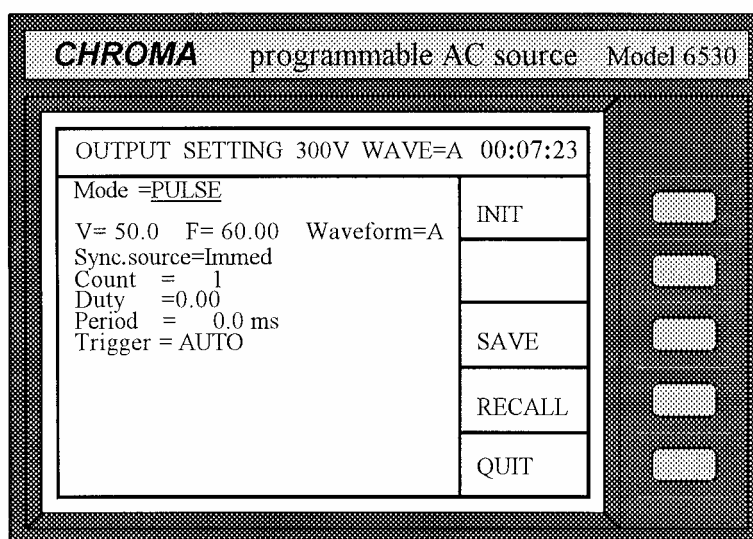 CHROMA programmable AC source Model 6530
OUTPUT SETTING 300V WAVE=A 00:07:23
Mode =PULSE
V= 50.0 F= 60.00 Waveform=A
Sync.source=Immed
Count = 1
Duty =0.00
Period = 0.0 ms
Trigger = AUTO
INIT
SAVE
RECALL
QUIT